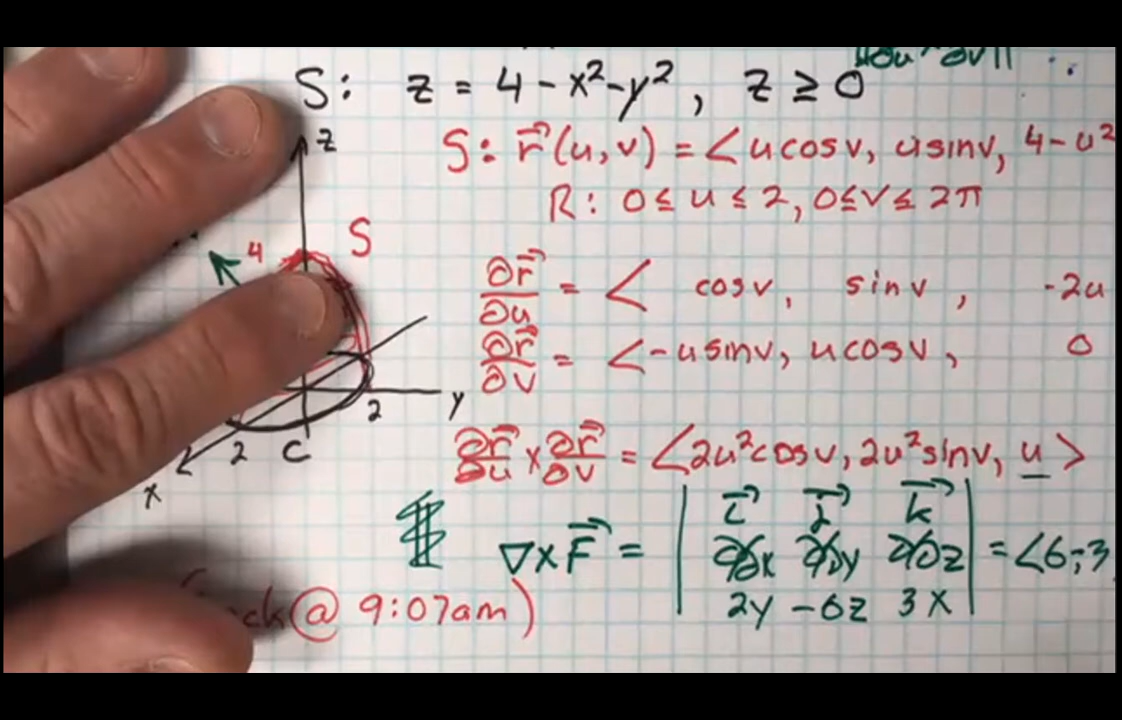 S: z = 4 - x² - y², z ≥ 0
z
S: r⃗(u,v) = <ucosv, usinv, 4-u²
R: 0 ≤ u ≤ 2, 0 ≤ v ≤ 2π
4 S
∂r⃗/∂u = < cosv, sinv, -2u
∂r⃗/∂v = <-usinv, ucosv, 0
2 y
2 C
x
∂r⃗/∂u × ∂r⃗/∂v = <2u²cosv, 2u²sinv, u>
∇×F⃗ = | i⃗ j⃗ k⃗ |
∂/∂x ∂/∂y ∂/∂z = <6,-3
2y -6z 3x
ck@ 9:07am)